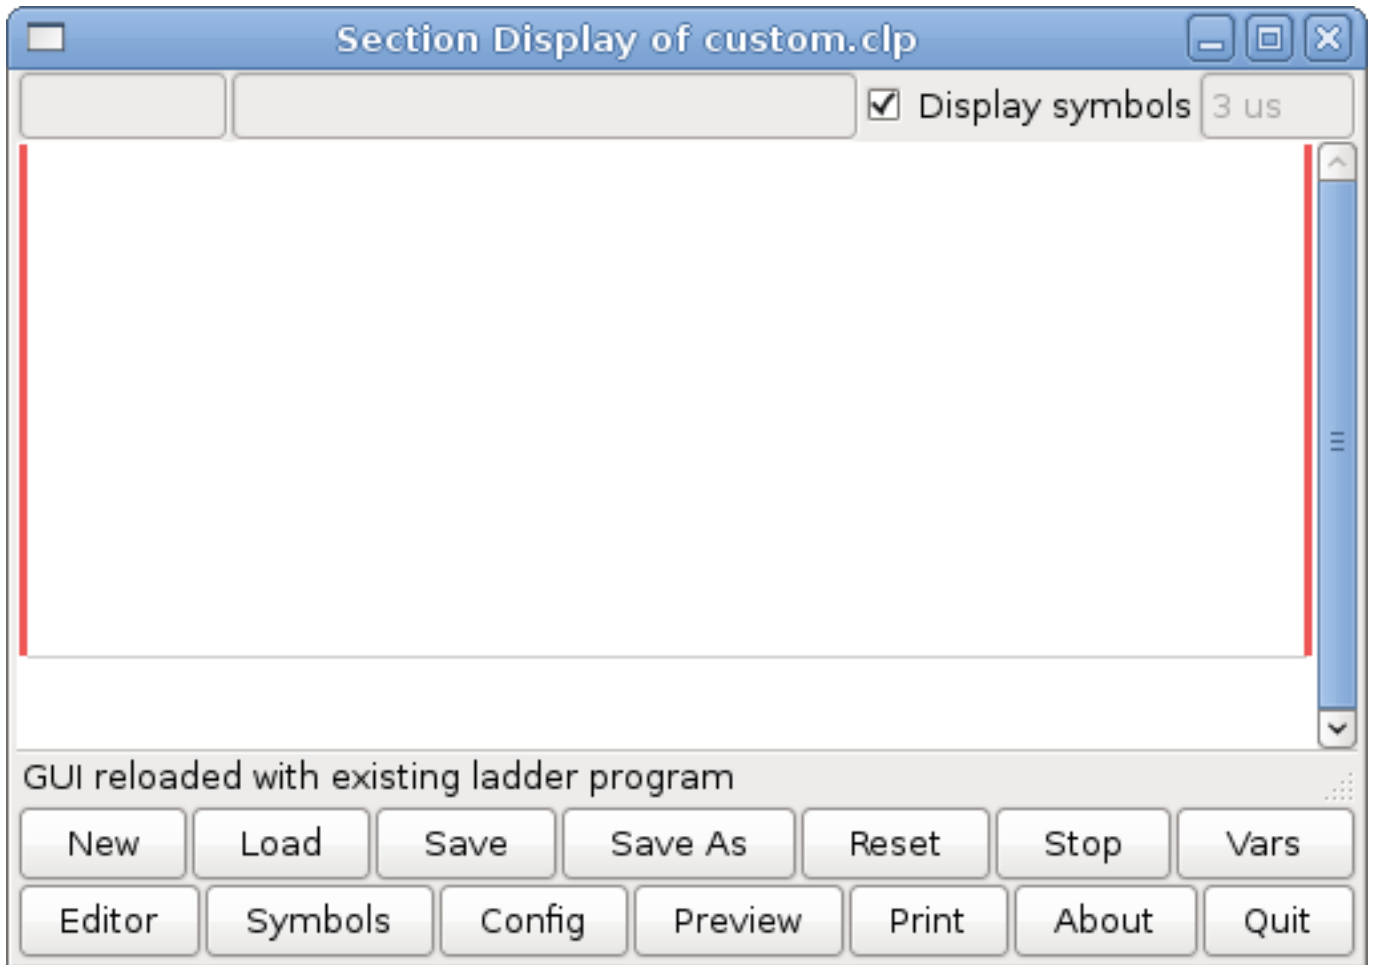 Section Display of custom.clp
Display symbols 3 us
GUI reloaded with existing ladder program
New Load Save Save As Reset Stop Vars
Editor Symbols Config Preview Print About Quit